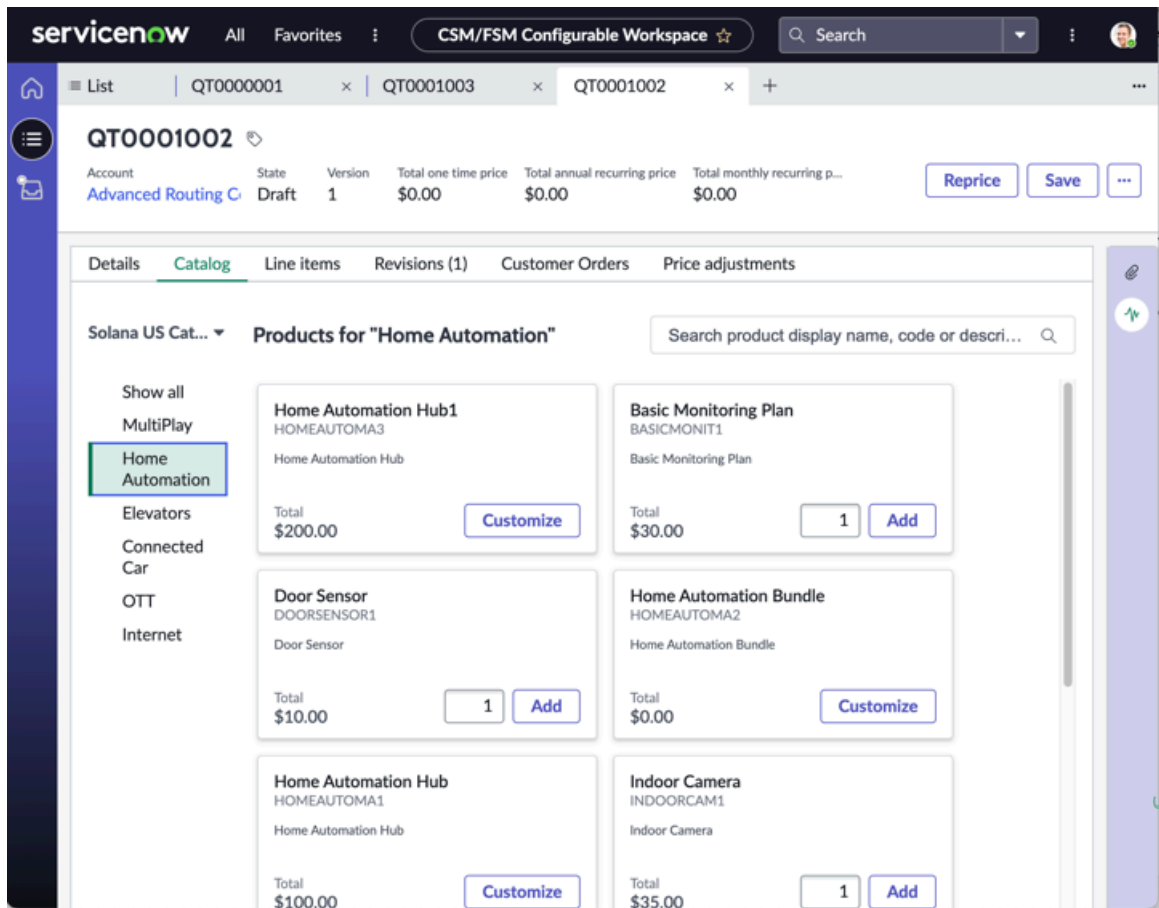 servicenow All Favorites CSM/FSM Configurable Workspace Search
List QT0000001 × QT0001003 × QT0001002 × +
QT0001002
Account State Version Total one time price Total annual recurring price Total monthly recurring p...
Advanced Routing Draft 1 $0.00 $0.00 $0.00
Reprice Save
Details Catalog Line items Revisions (1) Customer Orders Price adjustments
Solana US Cat... Products for "Home Automation" Search product display name, code or descri...
Show all
MultiPlay
Home
Automation
Elevators
Connected
Car
OTT
Internet
Home Automation Hub1
HOMEAUTOMA3
Home Automation Hub
Total
$200.00 Customize
Basic Monitoring Plan
BASICMONIT1
Basic Monitoring Plan
Total
$30.00 1 Add
Door Sensor
DOORSENSOR1
Door Sensor
Total
$10.00 1 Add
Home Automation Bundle
HOMEAUTOMA2
Home Automation Bundle
Total
$0.00 Customize
Home Automation Hub
HOMEAUTOMA1
Home Automation Hub
Total
$100.00 Customize
Indoor Camera
INDOORCAM1
Indoor Camera
Total
$35.00 1 Add